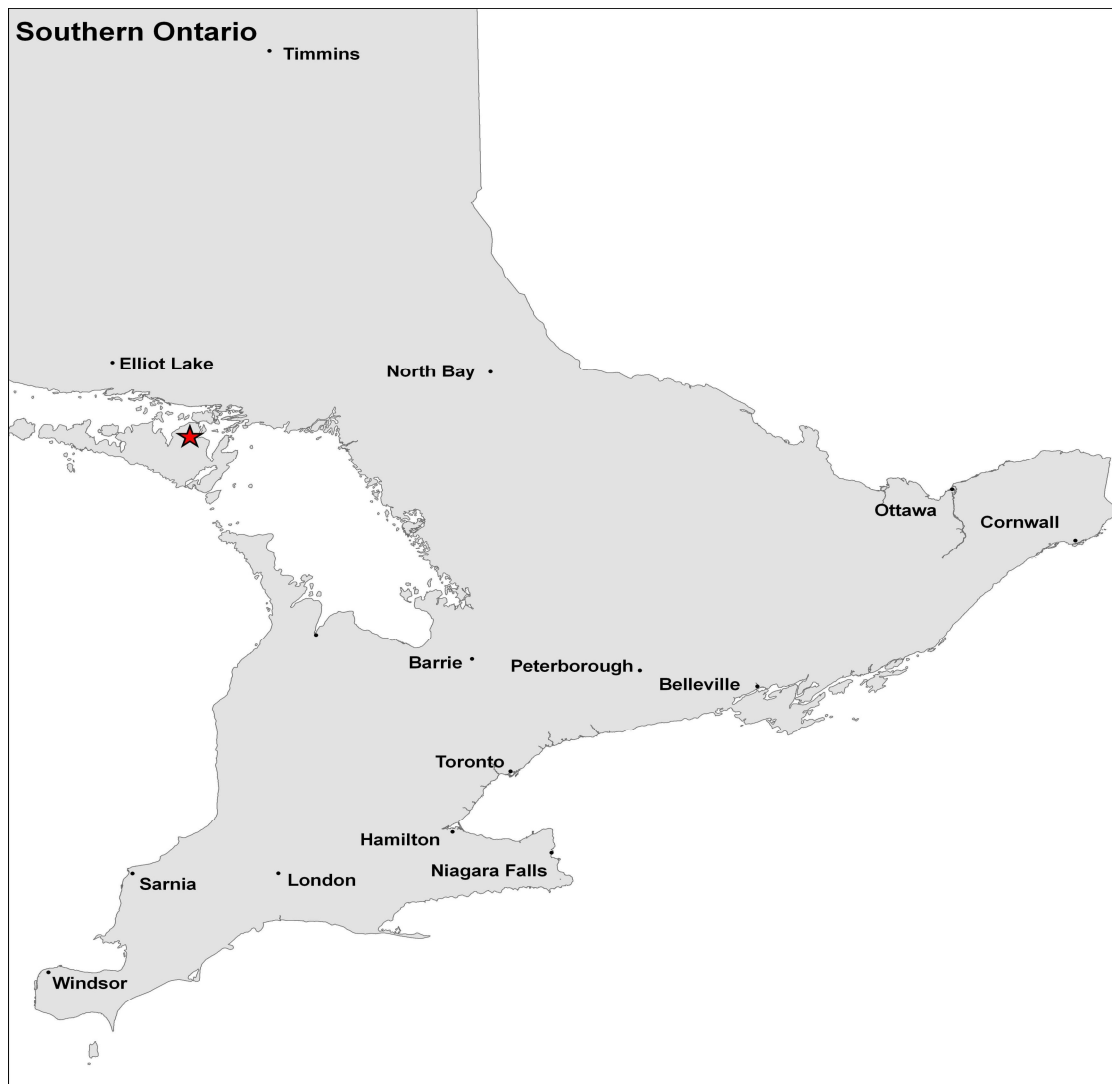 Southern Ontario
Timmins
Elliot Lake
North Bay
Ottawa
Cornwall
Barrie
Peterborough
Belleville
Toronto
Hamilton
Niagara Falls
Sarnia
London
Windsor